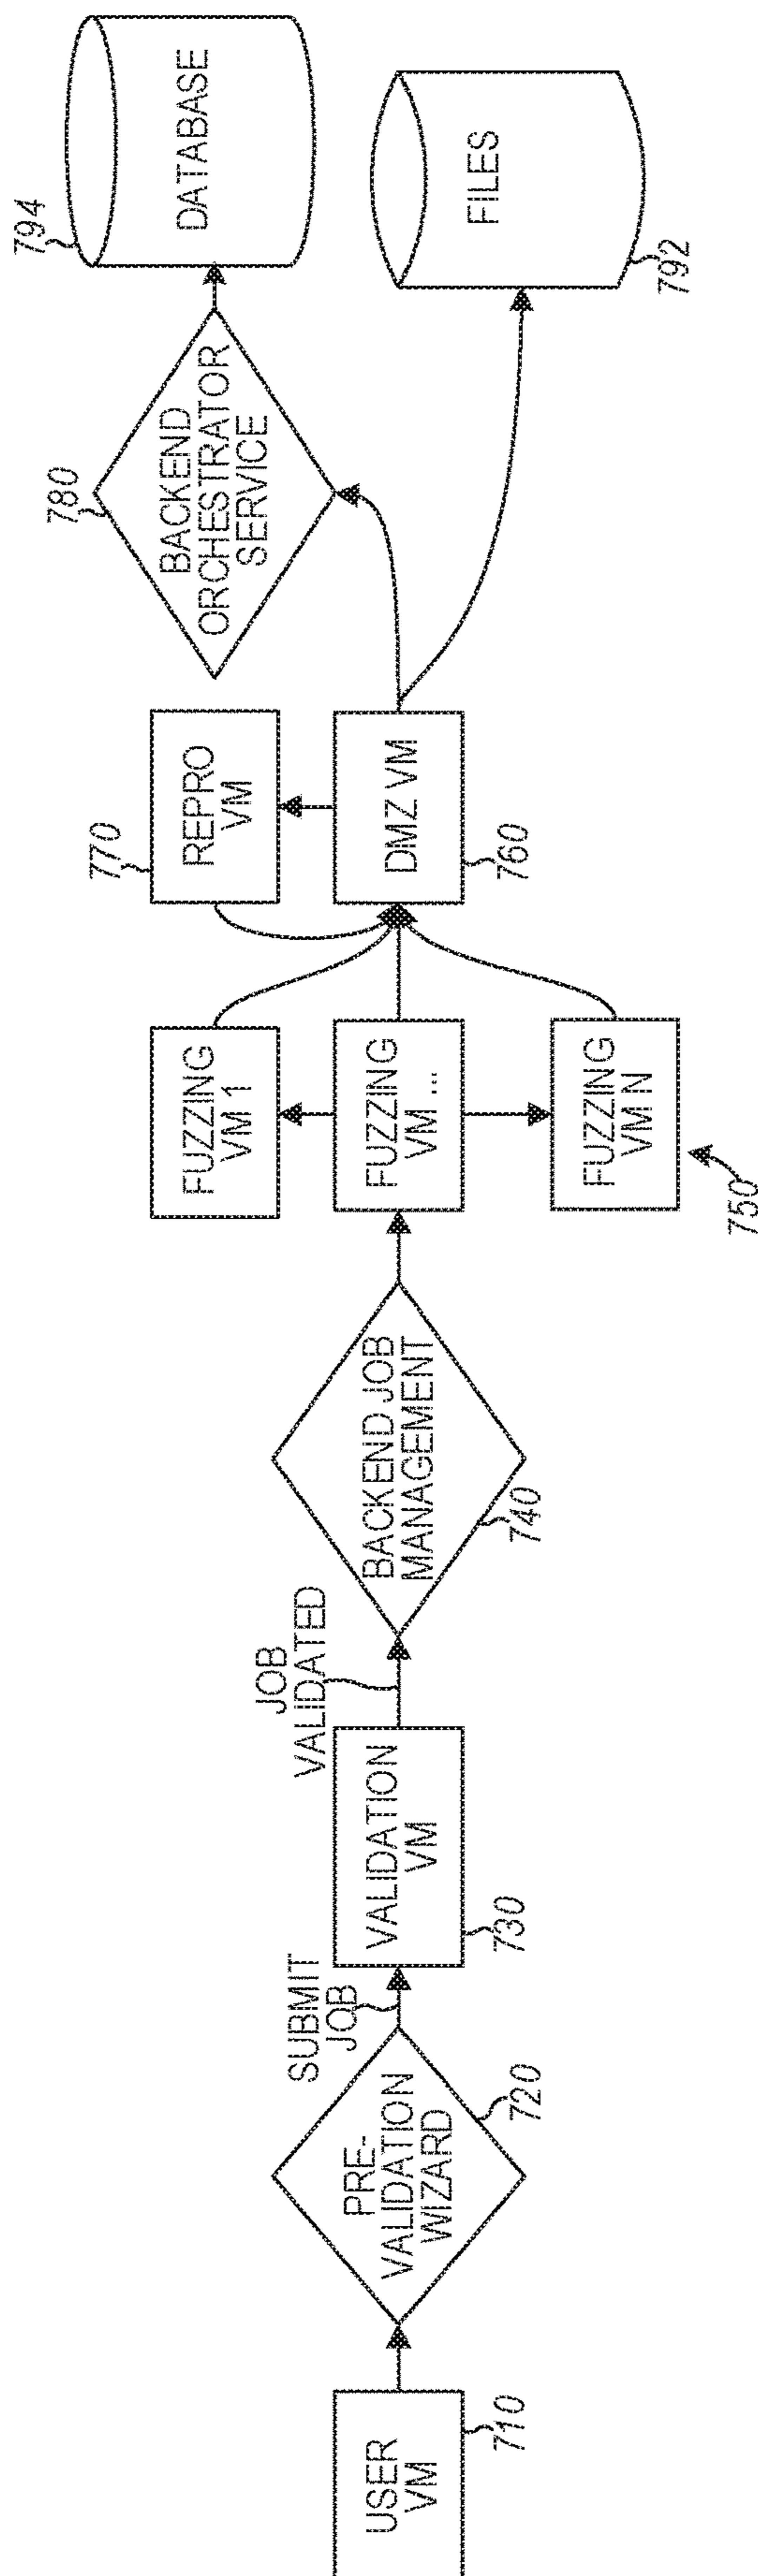 USER
VM
710
PRE-
VALIDATION
WIZARD
720
SUBMIT
JOB
VALIDATION
VM
730
JOB
VALIDATED
BACKEND JOB
MANAGEMENT
740
FUZZING
VM 1
FUZZING
VM ...
FUZZING
VM N
750
REPRO
VM
770
DMZ VM
760
BACKEND
ORCHESTRATOR
SERVICE
780
DATABASE
794
FILES
792